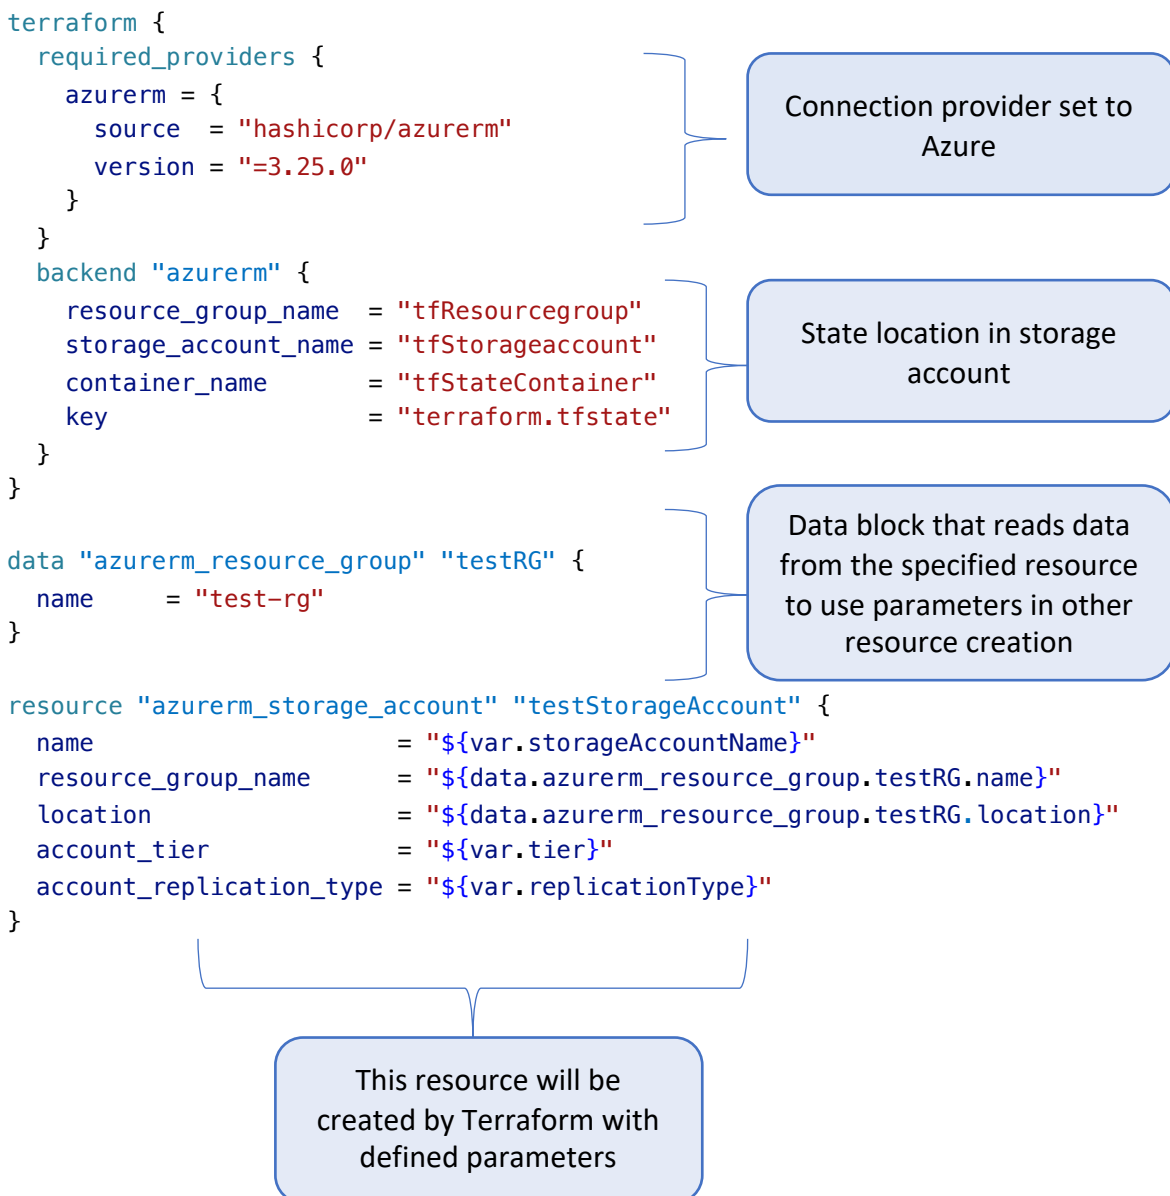 terraform {
  required_providers {
    azurerm = {
      source  = "hashicorp/azurerm"
      version = "=3.25.0"
    }
  }
  backend "azurerm" {
    resource_group_name  = "tfResourcegroup"
    storage_account_name = "tfStorageaccount"
    container_name       = "tfStateContainer"
    key                  = "terraform.tfstate"
  }
}
data "azurerm_resource_group" "testRG" {
  name     = "test-rg"
}
resource "azurerm_storage_account" "testStorageAccount" {
  name                     = "${var.storageAccountName}"
  resource_group_name      = "${data.azurerm_resource_group.testRG.name}"
  location                 = "${data.azurerm_resource_group.testRG.location}"
  account_tier             = "${var.tier}"
  account_replication_type = "${var.replicationType}"
}
Connection provider set to
Azure
State location in storage
account
Data block that reads data
from the specified resource
to use parameters in other
resource creation
This resource will be
created by Terraform with
defined parameters